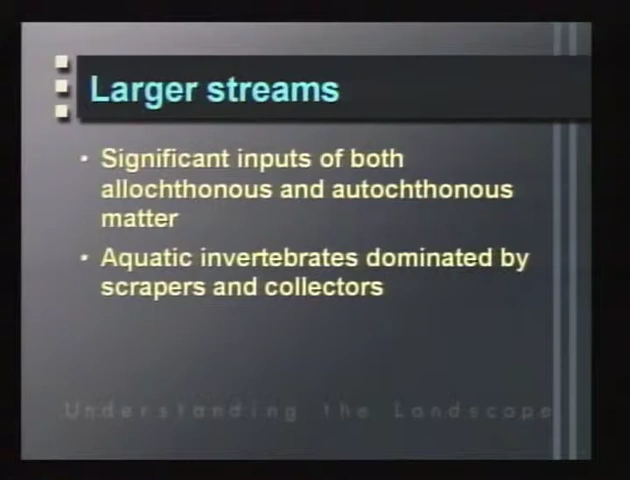 Larger streams
• Significant inputs of both
allochthonous and autochthonous
matter
• Aquatic invertebrates dominated by
scrapers and collectors
Understanding the Landscape